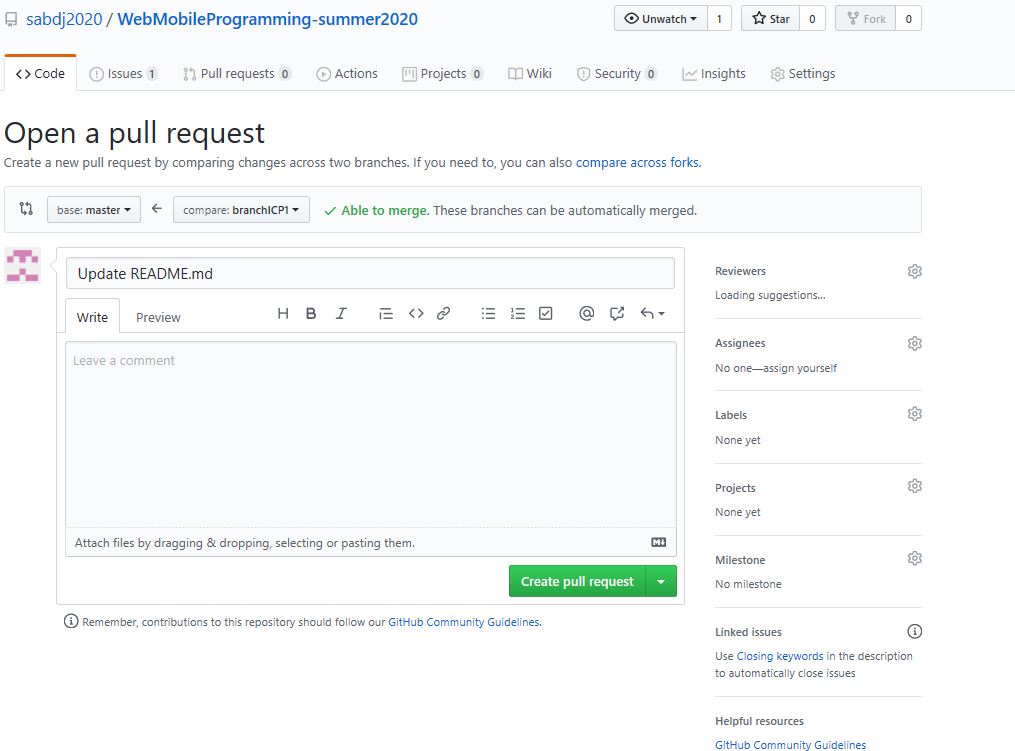 sabdj2020 / WebMobileProgramming-summer2020
Unwatch 1 Star 0 Fork 0
Code Issues 1 Pull requests 0 Actions Projects 0 Wiki Security 0 Insights Settings
Open a pull request
Create a new pull request by comparing changes across two branches. If you need to, you can also compare across forks.
base: master compare: branchICP1 Able to merge. These branches can be automatically merged.
Update README.md
Write Preview
Leave a comment
Attach files by dragging & dropping, selecting or pasting them.
Create pull request
Remember, contributions to this repository should follow our GitHub Community Guidelines.
Reviewers
Loading suggestions...
Assignees
No one—assign yourself
Labels
None yet
Projects
None yet
Milestone
No milestone
Linked issues
Use Closing keywords in the description
to automatically close issues
Helpful resources
GitHub Community Guidelines